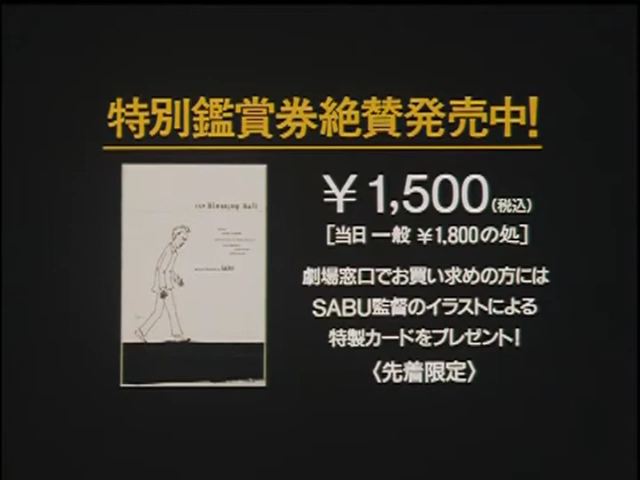 特別鑑賞券絶賛発売中!
￥1,500(税込)
[当日 一般 ￥1,800の処]
劇場窓口でお買い求めの方には
SABU監督のイラストによる
特製カードをプレゼント!
〈先着限定〉
the Blessing Bell
SABU